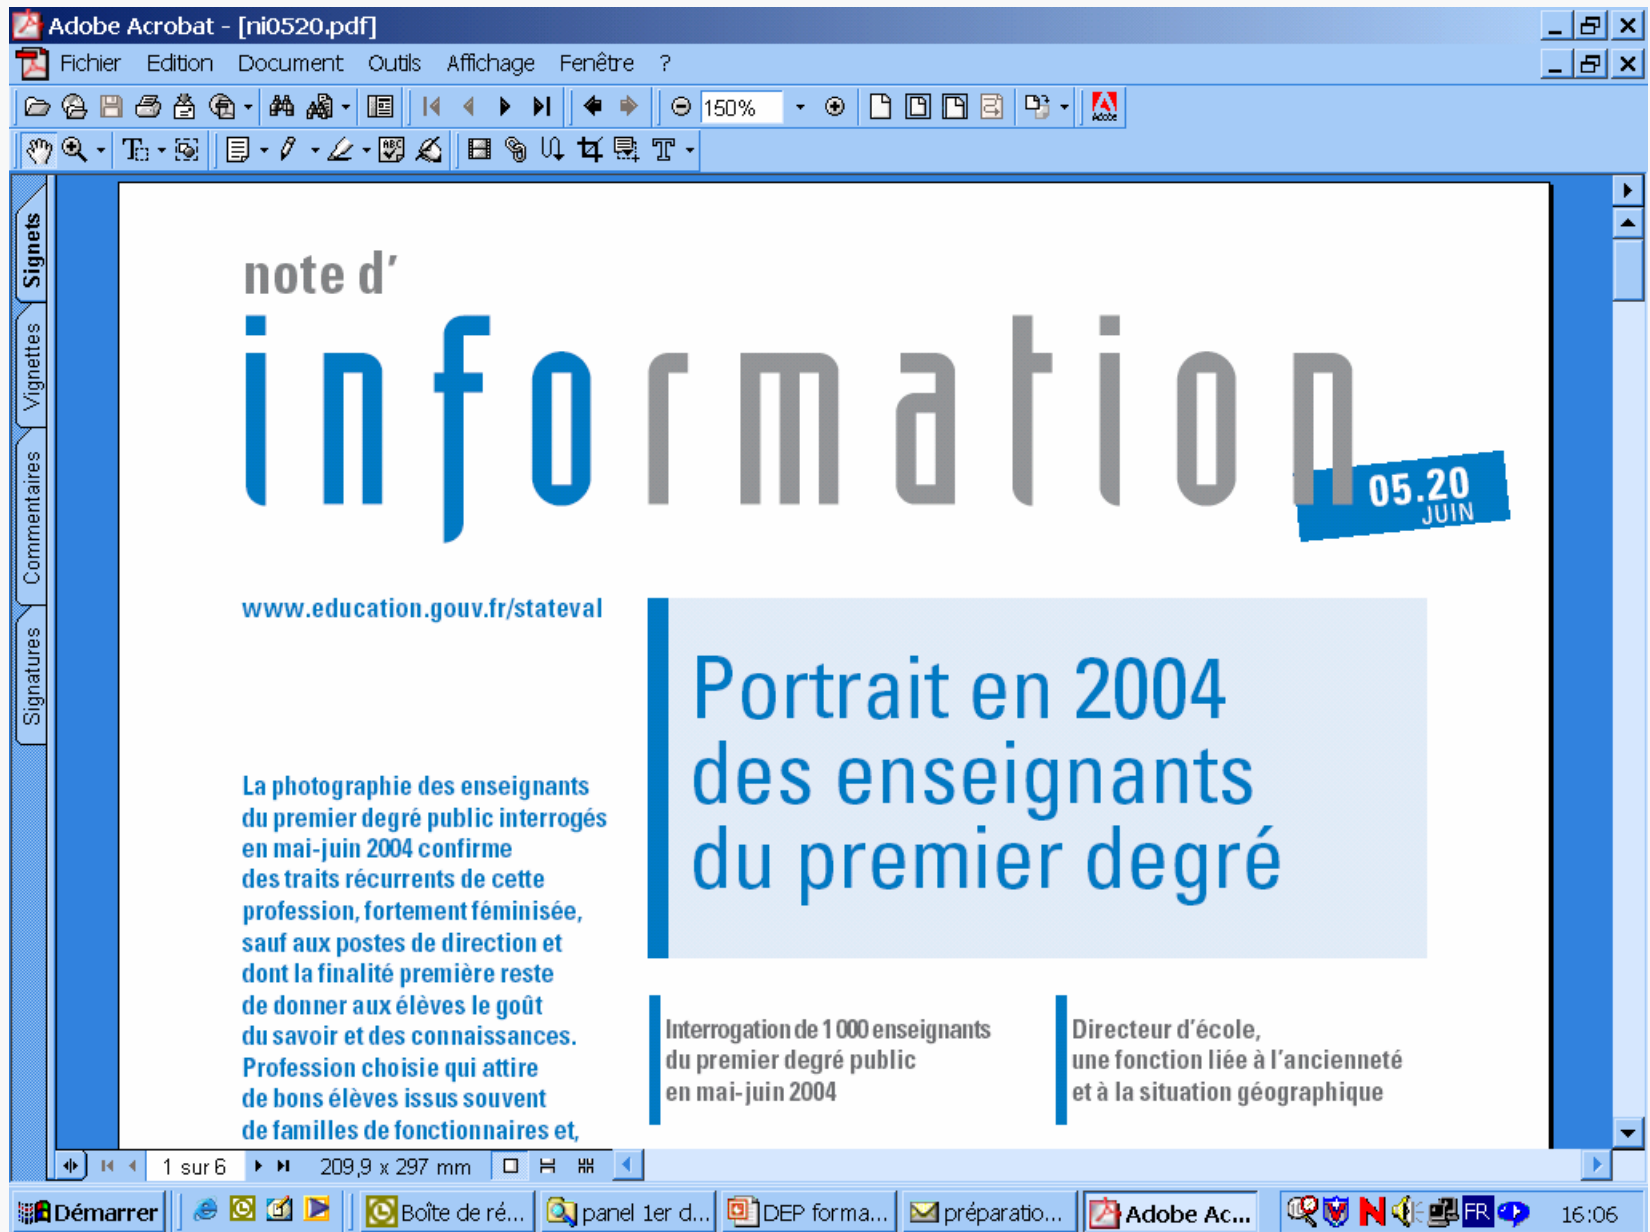 Adobe Acrobat - [ni0520.pdf]
Fichier Edition Document Outils Affichage Fenêtre ?
150%
Adobe
Signets
Vignettes
Commentaires
Signatures
note d'
information
05.20
JUIN
www.education.gouv.fr/stateval
Portrait en 2004
des enseignants
du premier degré
La photographie des enseignants
du premier degré public interrogés
en mai-juin 2004 confirme
des traits récurrents de cette
profession, fortement féminisée,
sauf aux postes de direction et
dont la finalité première reste
de donner aux élèves le goût
du savoir et des connaissances.
Profession choisie qui attire
de bons élèves issus souvent
de familles de fonctionnaires et,
Interrogation de 1 000 enseignants
du premier degré public
en mai-juin 2004
Directeur d'école,
une fonction liée à l'ancienneté
et à la situation géographique
1 sur 6 209,9 x 297 mm
Démarrer Boîte de ré... panel 1er d... DEP forma... préparatio... Adobe Ac... FR 16:06